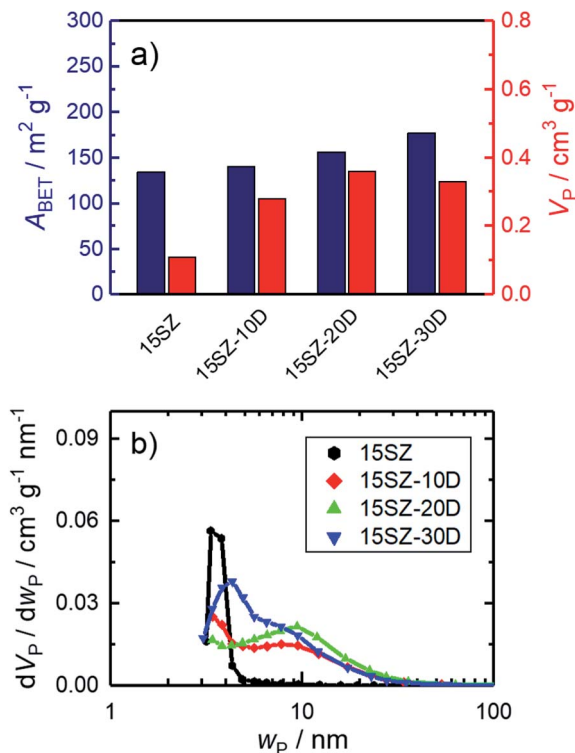 a)
300
250
200
150
100
50
0
A_BET / m² g⁻¹
0.8
0.6
0.4
0.2
0.0
V_P / cm³ g⁻¹
15SZ
15SZ-10D
15SZ-20D
15SZ-30D
b)
0.09
0.06
0.03
0.00
dV_P / dw_P / cm³ g⁻¹ nm⁻¹
15SZ
15SZ-10D
15SZ-20D
15SZ-30D
1
10
100
w_P / nm